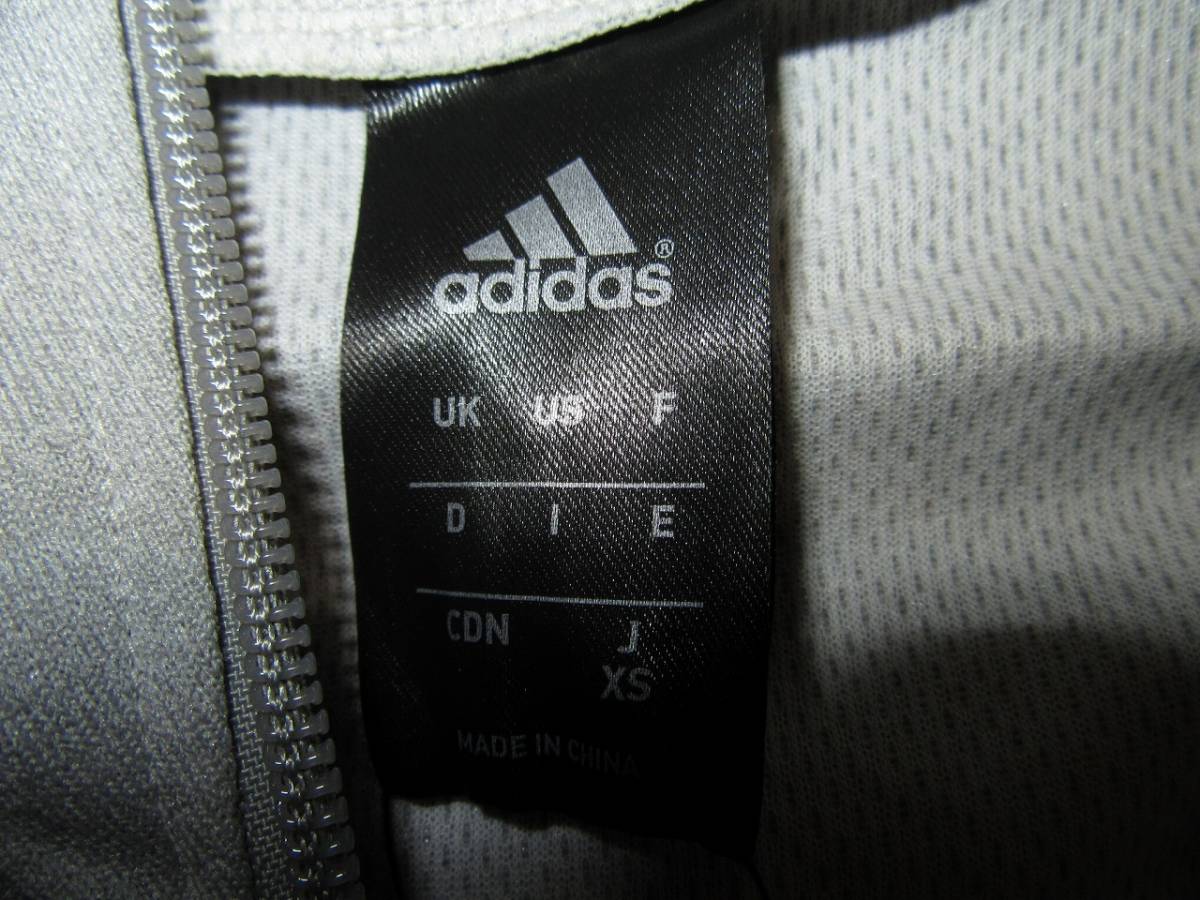 adidas®
UK US F
D I E
CDN J
XS
MADE IN CHINA